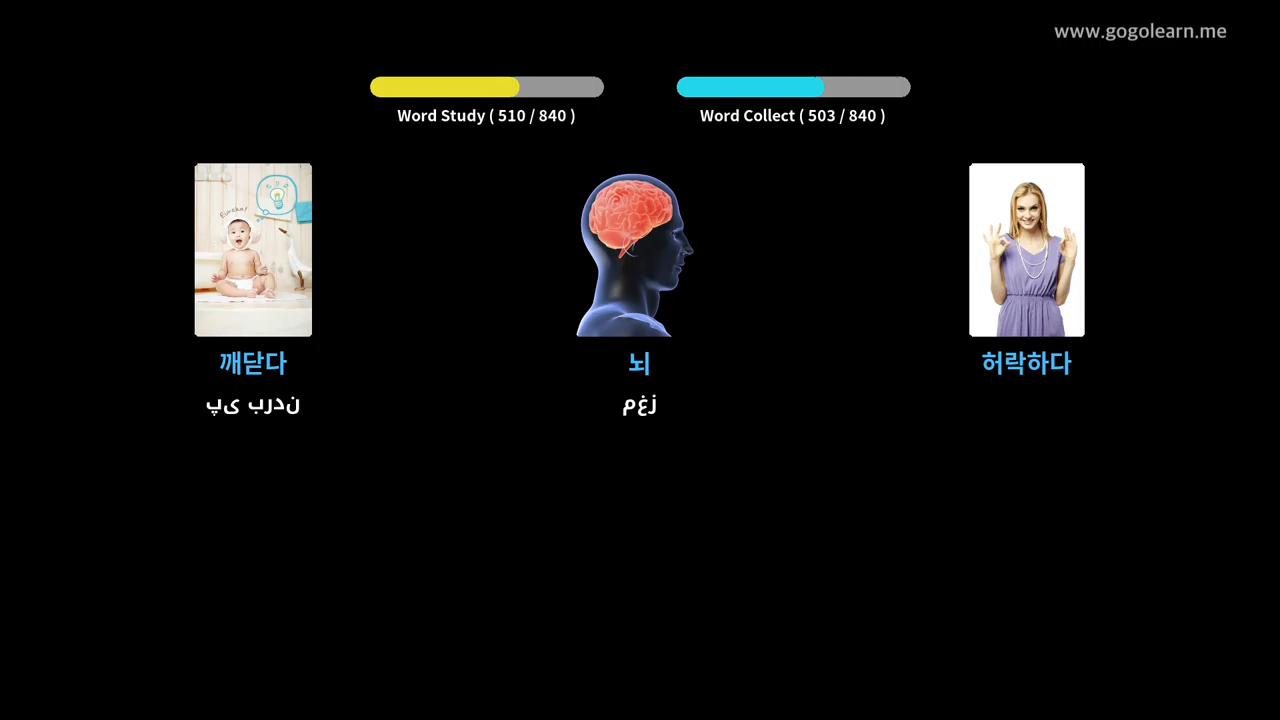 www.gogolearn.me
Word Study ( 510 / 840 )
Word Collect ( 503 / 840 )
Eureka!
깨닫다
뇌
허락하다
پی بردن
مغز